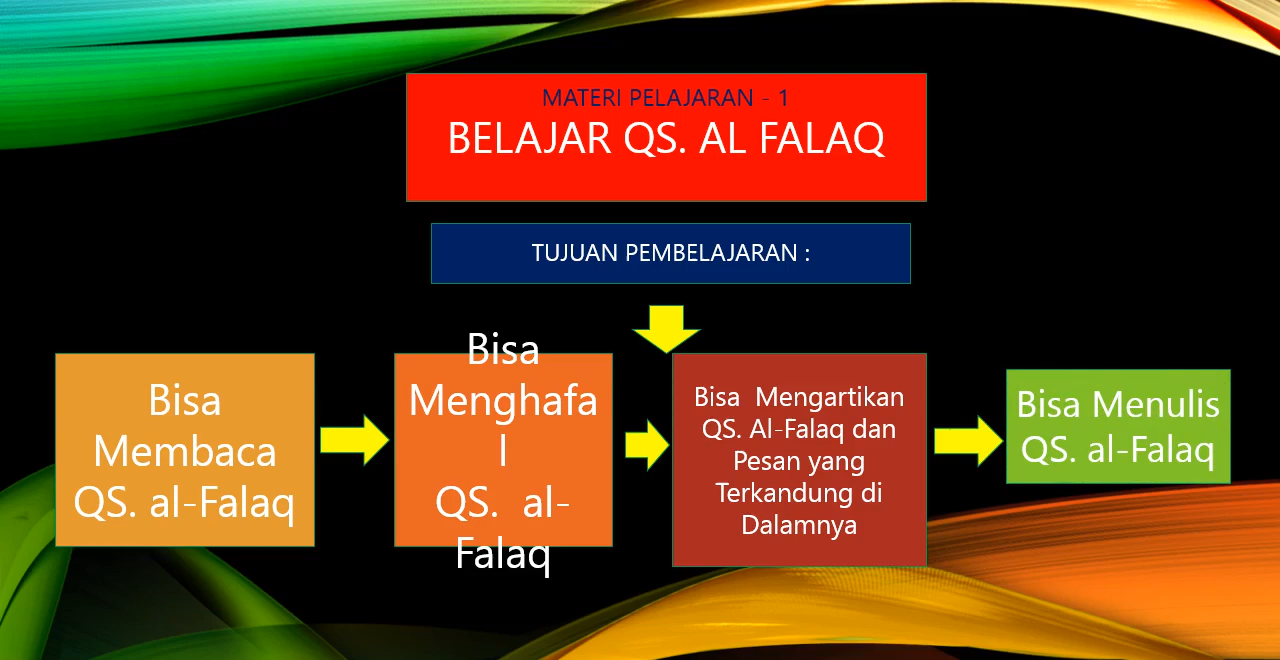 MATERI PELAJARAN - 1
BELAJAR QS. AL FALAQ
TUJUAN PEMBELAJARAN :
Bisa
Membaca
QS. al-Falaq
Bisa
Menghafa
l
QS. al-
Falaq
Bisa Mengartikan
QS. Al-Falaq dan
Pesan yang
Terkandung di
Dalamnya
Bisa Menulis
QS. al-Falaq